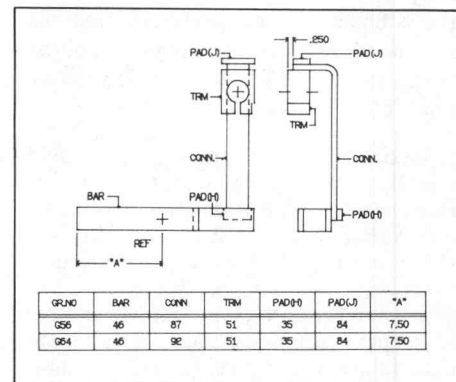 .250
PAD(J)
PAD(J)
TRM
TRM
CONN.
CONN.
BAR
PAD(H)
PAD(H)
REF
"A"
GR.NO BAR CONN TRM PAD(H) PAD(J) "A"
G56 46 87 51 35 84 7.50
G64 46 92 51 35 84 7.50